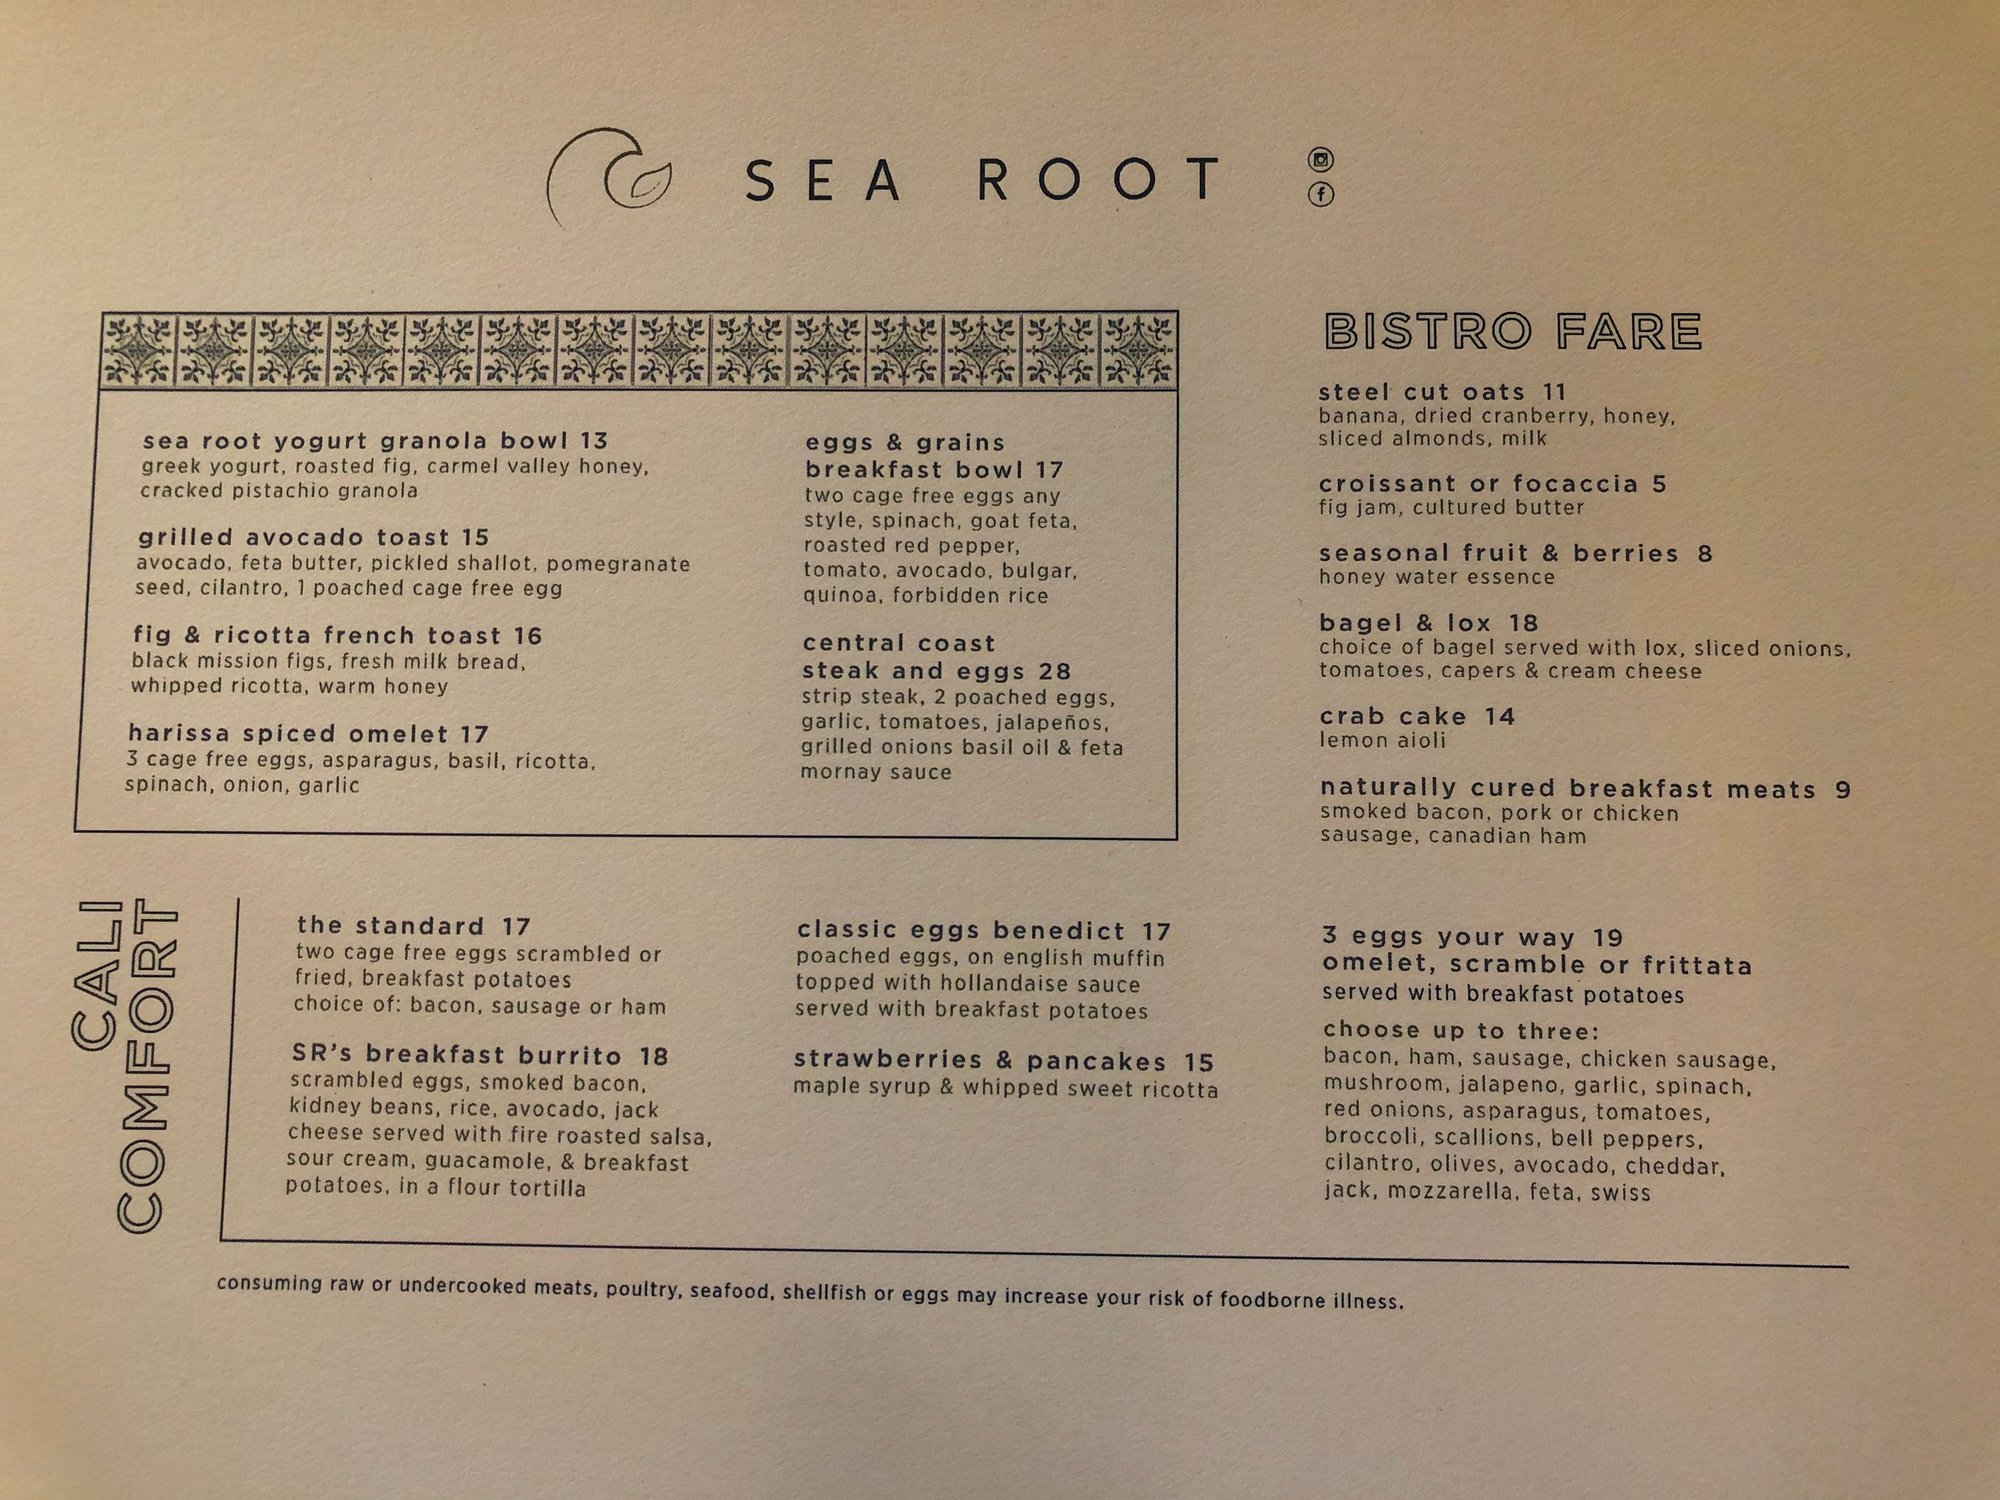 SEA ROOT
sea root yogurt granola bowl 13
greek yogurt, roasted fig, carmel valley honey,
cracked pistachio granola
grilled avocado toast 15
avocado, feta butter, pickled shallot, pomegranate
seed, cilantro, 1 poached cage free egg
fig & ricotta french toast 16
black mission figs, fresh milk bread,
whipped ricotta, warm honey
harissa spiced omelet 17
3 cage free eggs, asparagus, basil, ricotta,
spinach, onion, garlic
eggs & grains
breakfast bowl 17
two cage free eggs any
style, spinach, goat feta,
roasted red pepper,
tomato, avocado, bulgar,
quinoa, forbidden rice
central coast
steak and eggs 28
strip steak, 2 poached eggs,
garlic, tomatoes, jalapeños,
grilled onions basil oil & feta
mornay sauce
BISTRO FARE
steel cut oats 11
banana, dried cranberry, honey,
sliced almonds, milk
croissant or focaccia 5
fig jam, cultured butter
seasonal fruit & berries 8
honey water essence
bagel & lox 18
choice of bagel served with lox, sliced onions,
tomatoes, capers & cream cheese
crab cake 14
lemon aioli
naturally cured breakfast meats 9
smoked bacon, pork or chicken
sausage, canadian ham
CALI
COMFORT
the standard 17
two cage free eggs scrambled or
fried, breakfast potatoes
choice of: bacon, sausage or ham
SR's breakfast burrito 18
scrambled eggs, smoked bacon,
kidney beans, rice, avocado, jack
cheese served with fire roasted salsa,
sour cream, guacamole, & breakfast
potatoes, in a flour tortilla
classic eggs benedict 17
poached eggs, on english muffin
topped with hollandaise sauce
served with breakfast potatoes
strawberries & pancakes 15
maple syrup & whipped sweet ricotta
3 eggs your way 19
omelet, scramble or frittata
served with breakfast potatoes
choose up to three:
bacon, ham, sausage, chicken sausage,
mushroom, jalapeno, garlic, spinach,
red onions, asparagus, tomatoes,
broccoli, scallions, bell peppers,
cilantro, olives, avocado, cheddar,
jack, mozzarella, feta, swiss
consuming raw or undercooked meats, poultry, seafood, shellfish or eggs may increase your risk of foodborne illness.